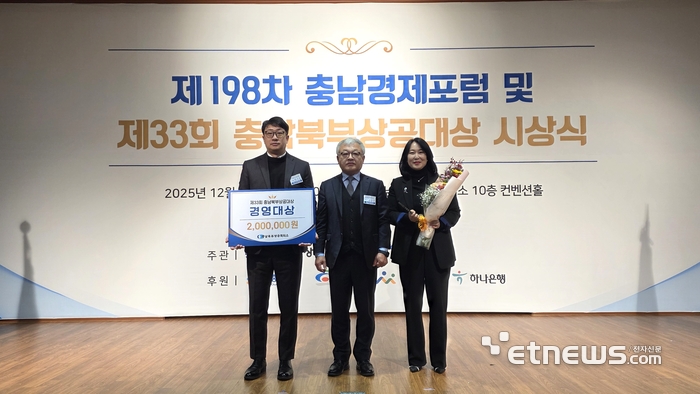 제198차 충남경제포럼 및
제33회 충남북부상공대상 시상식
2025년 12월 10층 컨벤션홀
제33회 충남북부상공대상
경영대상
2,000,000원
주관
후원
하나은행
etnews.com
전자신문